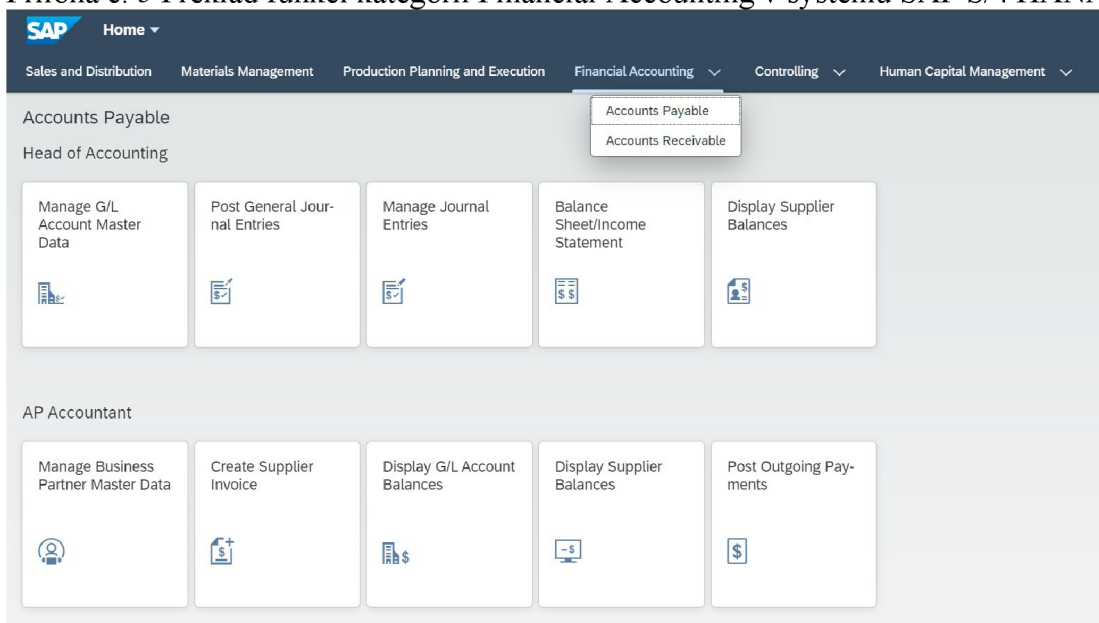 SAP Home
Sales and Distribution Materials Management Production Planning and Execution Financial Accounting Controlling Human Capital Management
Accounts Payable
Accounts Receivable
Accounts Payable
Head of Accounting
Manage G/L
Account Master
Data
Post General Jour-
nal Entries
Manage Journal
Entries
Balance
Sheet/Income
Statement
Display Supplier
Balances
AP Accountant
Manage Business
Partner Master Data
Create Supplier
Invoice
Display G/L Account
Balances
Display Supplier
Balances
Post Outgoing Pay-
ments